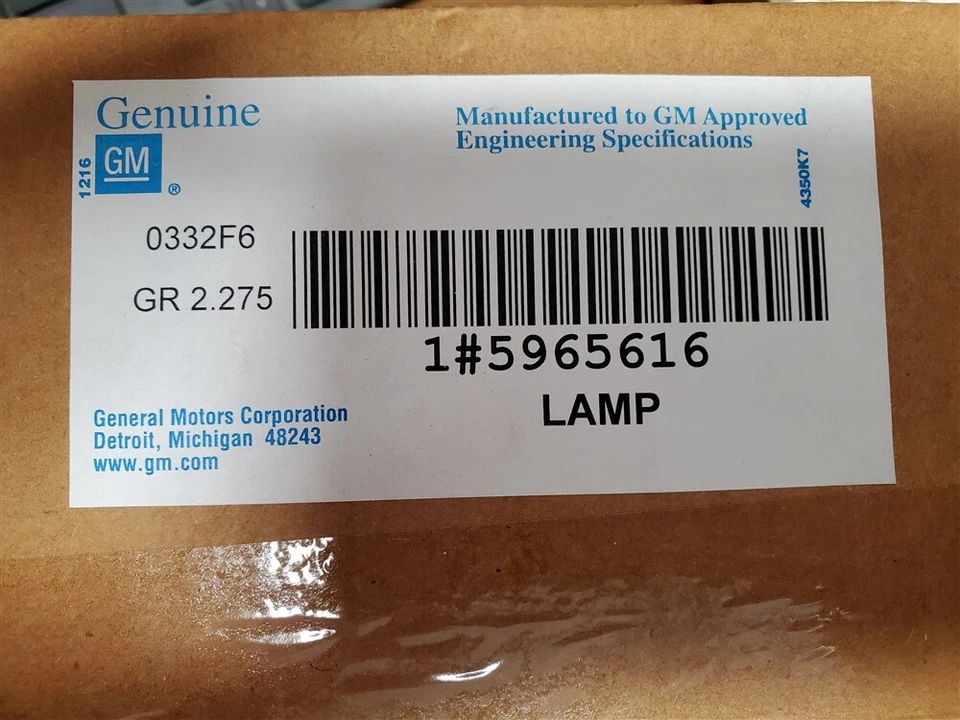 Genuine
GM
®
1216
Manufactured to GM Approved
Engineering Specifications
4350K7
0332F6
GR 2.275
1#5965616
LAMP
General Motors Corporation
Detroit, Michigan 48243
www.gm.com